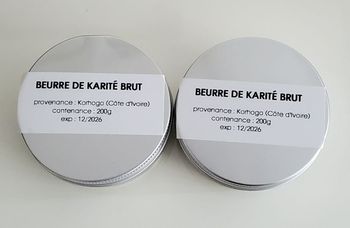 BEURRE DE KARITÉ BRUT
provenance : Korhogo (Côte d'Ivoire)
contenance : 200g
exp : 12/2026
BEURRE DE KARITÉ BRUT
provenance : Korhogo (Côte d'Ivoire)
contenance : 200g
exp : 12/2026